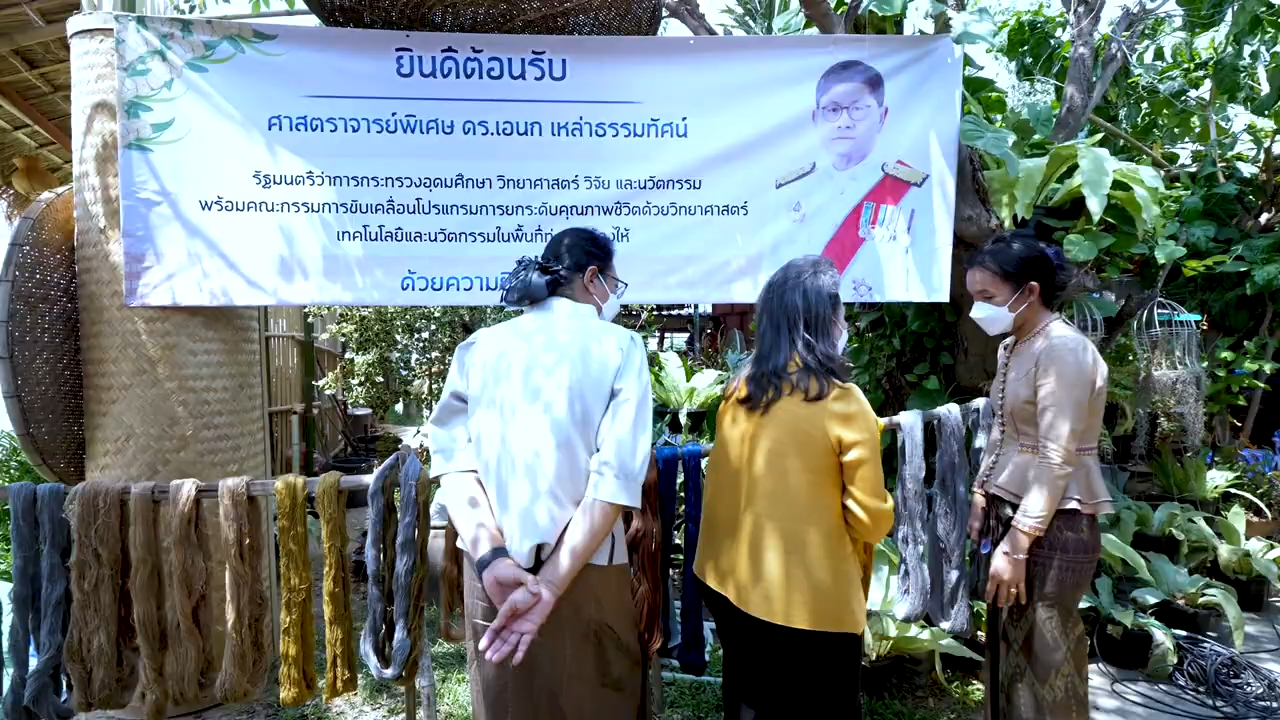 ยินดีต้อนรับ
ศาสตราจารย์พิเศษ ดร.เอนก เหล่าธรรมทัศน์
รัฐมนตรีว่าการกระทรวงอุดมศึกษา วิทยาศาสตร์ วิจัย และนวัตกรรม
พร้อมคณะกรรมการขับเคลื่อนโปรแกรมการยกระดับคุณภาพชีวิตด้วยวิทยาศาสตร์
เทคโนโลยีและนวัตกรรมในพื้นที่
ด้วยความ